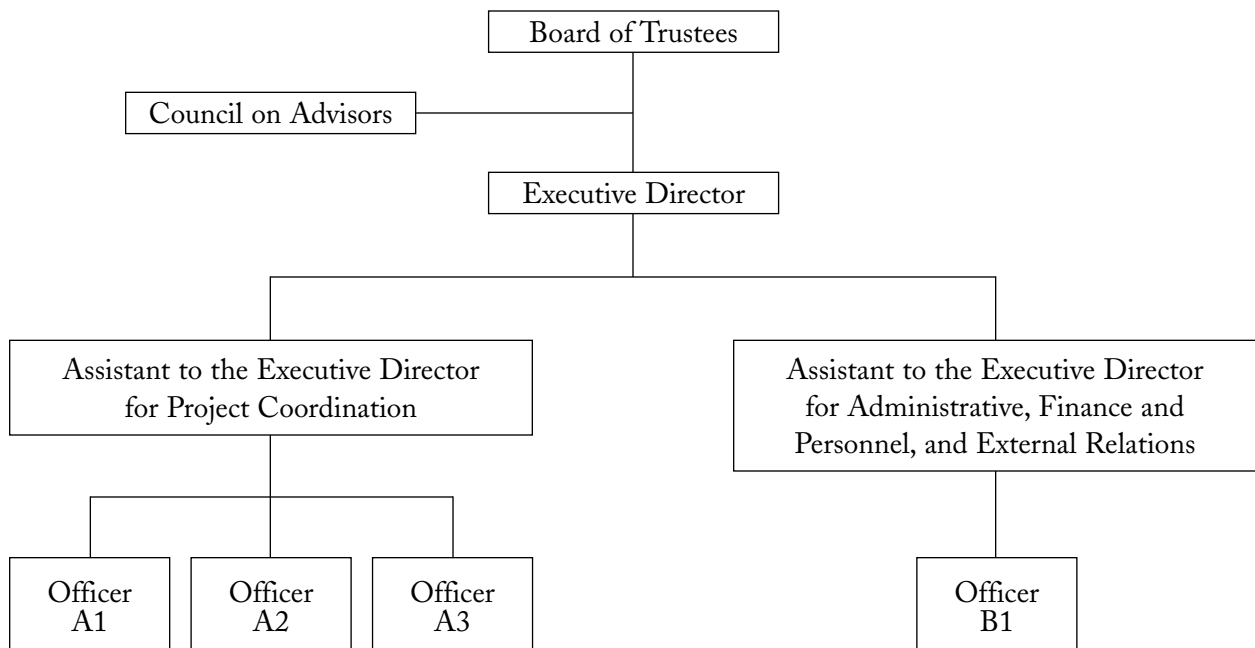 Board of Trustees
Council on Advisors
Executive Director
Assistant to the Executive Director
for Project Coordination
Assistant to the Executive Director
for Administrative, Finance and
Personnel, and External Relations
Officer
A1
Officer
A2
Officer
A3
Officer
B1